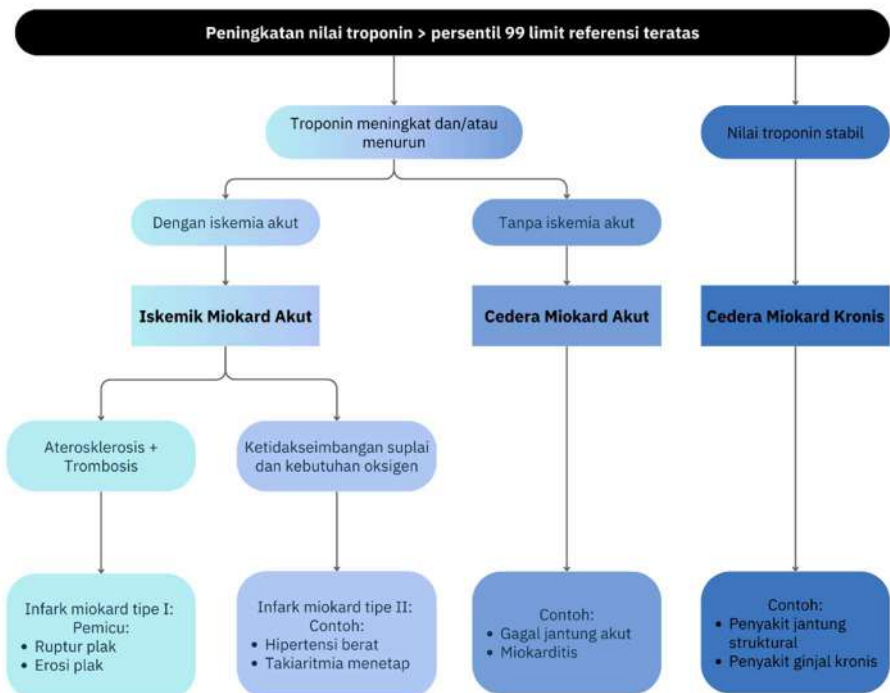 Peningkatan nilai troponin > persentil 99 limit referensi teratas
Troponin meningkat dan/atau
menurun
Nilai troponin stabil
Dengan iskemia akut
Tanpa iskemia akut
Iskemik Miokard Akut
Cedera Miokard Akut
Cedera Miokard Kronis
Aterosklerosis +
Trombosis
Ketidakseimbangan suplai
dan kebutuhan oksigen
Infark miokard tipe I:
Pemicu:
• Ruptur plak
• Erosi plak
Infark miokard tipe II:
Contoh:
• Hipertensi berat
• Takiaritmia menetap
Contoh:
• Gagal jantung akut
• Miokarditis
Contoh:
• Penyakit jantung
struktural
• Penyakit ginjal kronis